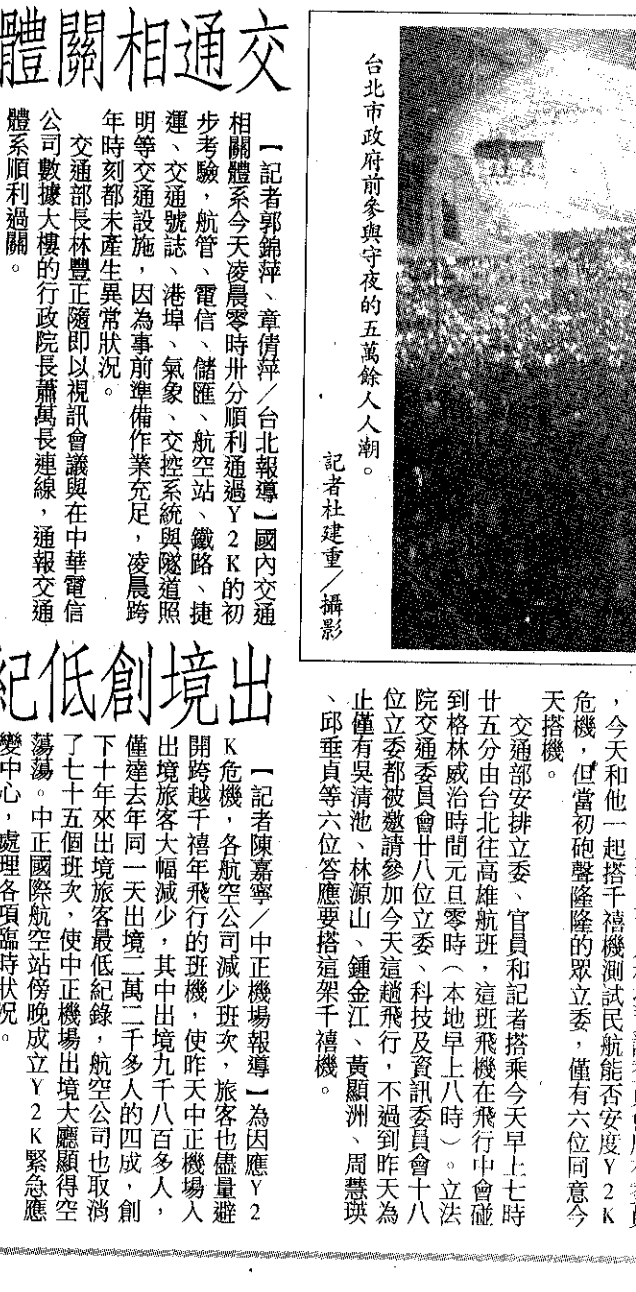 交通相關體
【記者郭錦萍、章倩萍／台北報導】國內交通
相關體系今天凌晨零時卅分順利通過Y2K的初
步考驗，航管、電信、儲匯、航空站、鐵路、捷
運、交通號誌、港埠、氣象、交控系統與隧道照
明等交通設施，因為事前準備作業充足，凌晨跨
年時刻都未產生異常狀況。
交通部長林豐正隨即以視訊會議與在中華電信
公司數據大樓的行政院長蕭萬長連線，通報交通
體系順利過關。
台北市政府前參與守夜的五萬餘人人潮。
記者杜建重／攝影
，今天和他一起搭千禧機測試民航能否安度Y2K
危機，但當初砲聲隆隆的眾立委，僅有六位同意今
天搭機。
交通部安排立委、官員和記者搭乘今天早上七時
廿五分由台北往高雄航班，這班飛機在飛行中會碰
到格林威治時間元旦零時（本地早上八時）。立法
院交通委員會廿八位立委、科技及資訊委員會十八
位立委都被邀請參加今天這趟飛行，不過到昨天為
止僅有吳清池、林源山、鍾金江、黃顯洲、周慧瑛
、邱垂貞等六位答應要搭這架千禧機。
出境創低紀
【記者陳嘉寧／中正機場報導】為因應Y2
K危機，各航空公司減少班次，旅客也儘量避
開跨越千禧年飛行的班機，使昨天中正機場入
出境旅客大幅減少，其中出境九千八百多人，
僅達去年同一天出境二萬二千多人的四成，創
下十年來出境旅客最低紀錄，航空公司也取消
了七十五個班次，使中正機場出境大廳顯得空
蕩蕩。中正國際航空站傍晚成立Y2K緊急應
變中心，處理各項臨時狀況。